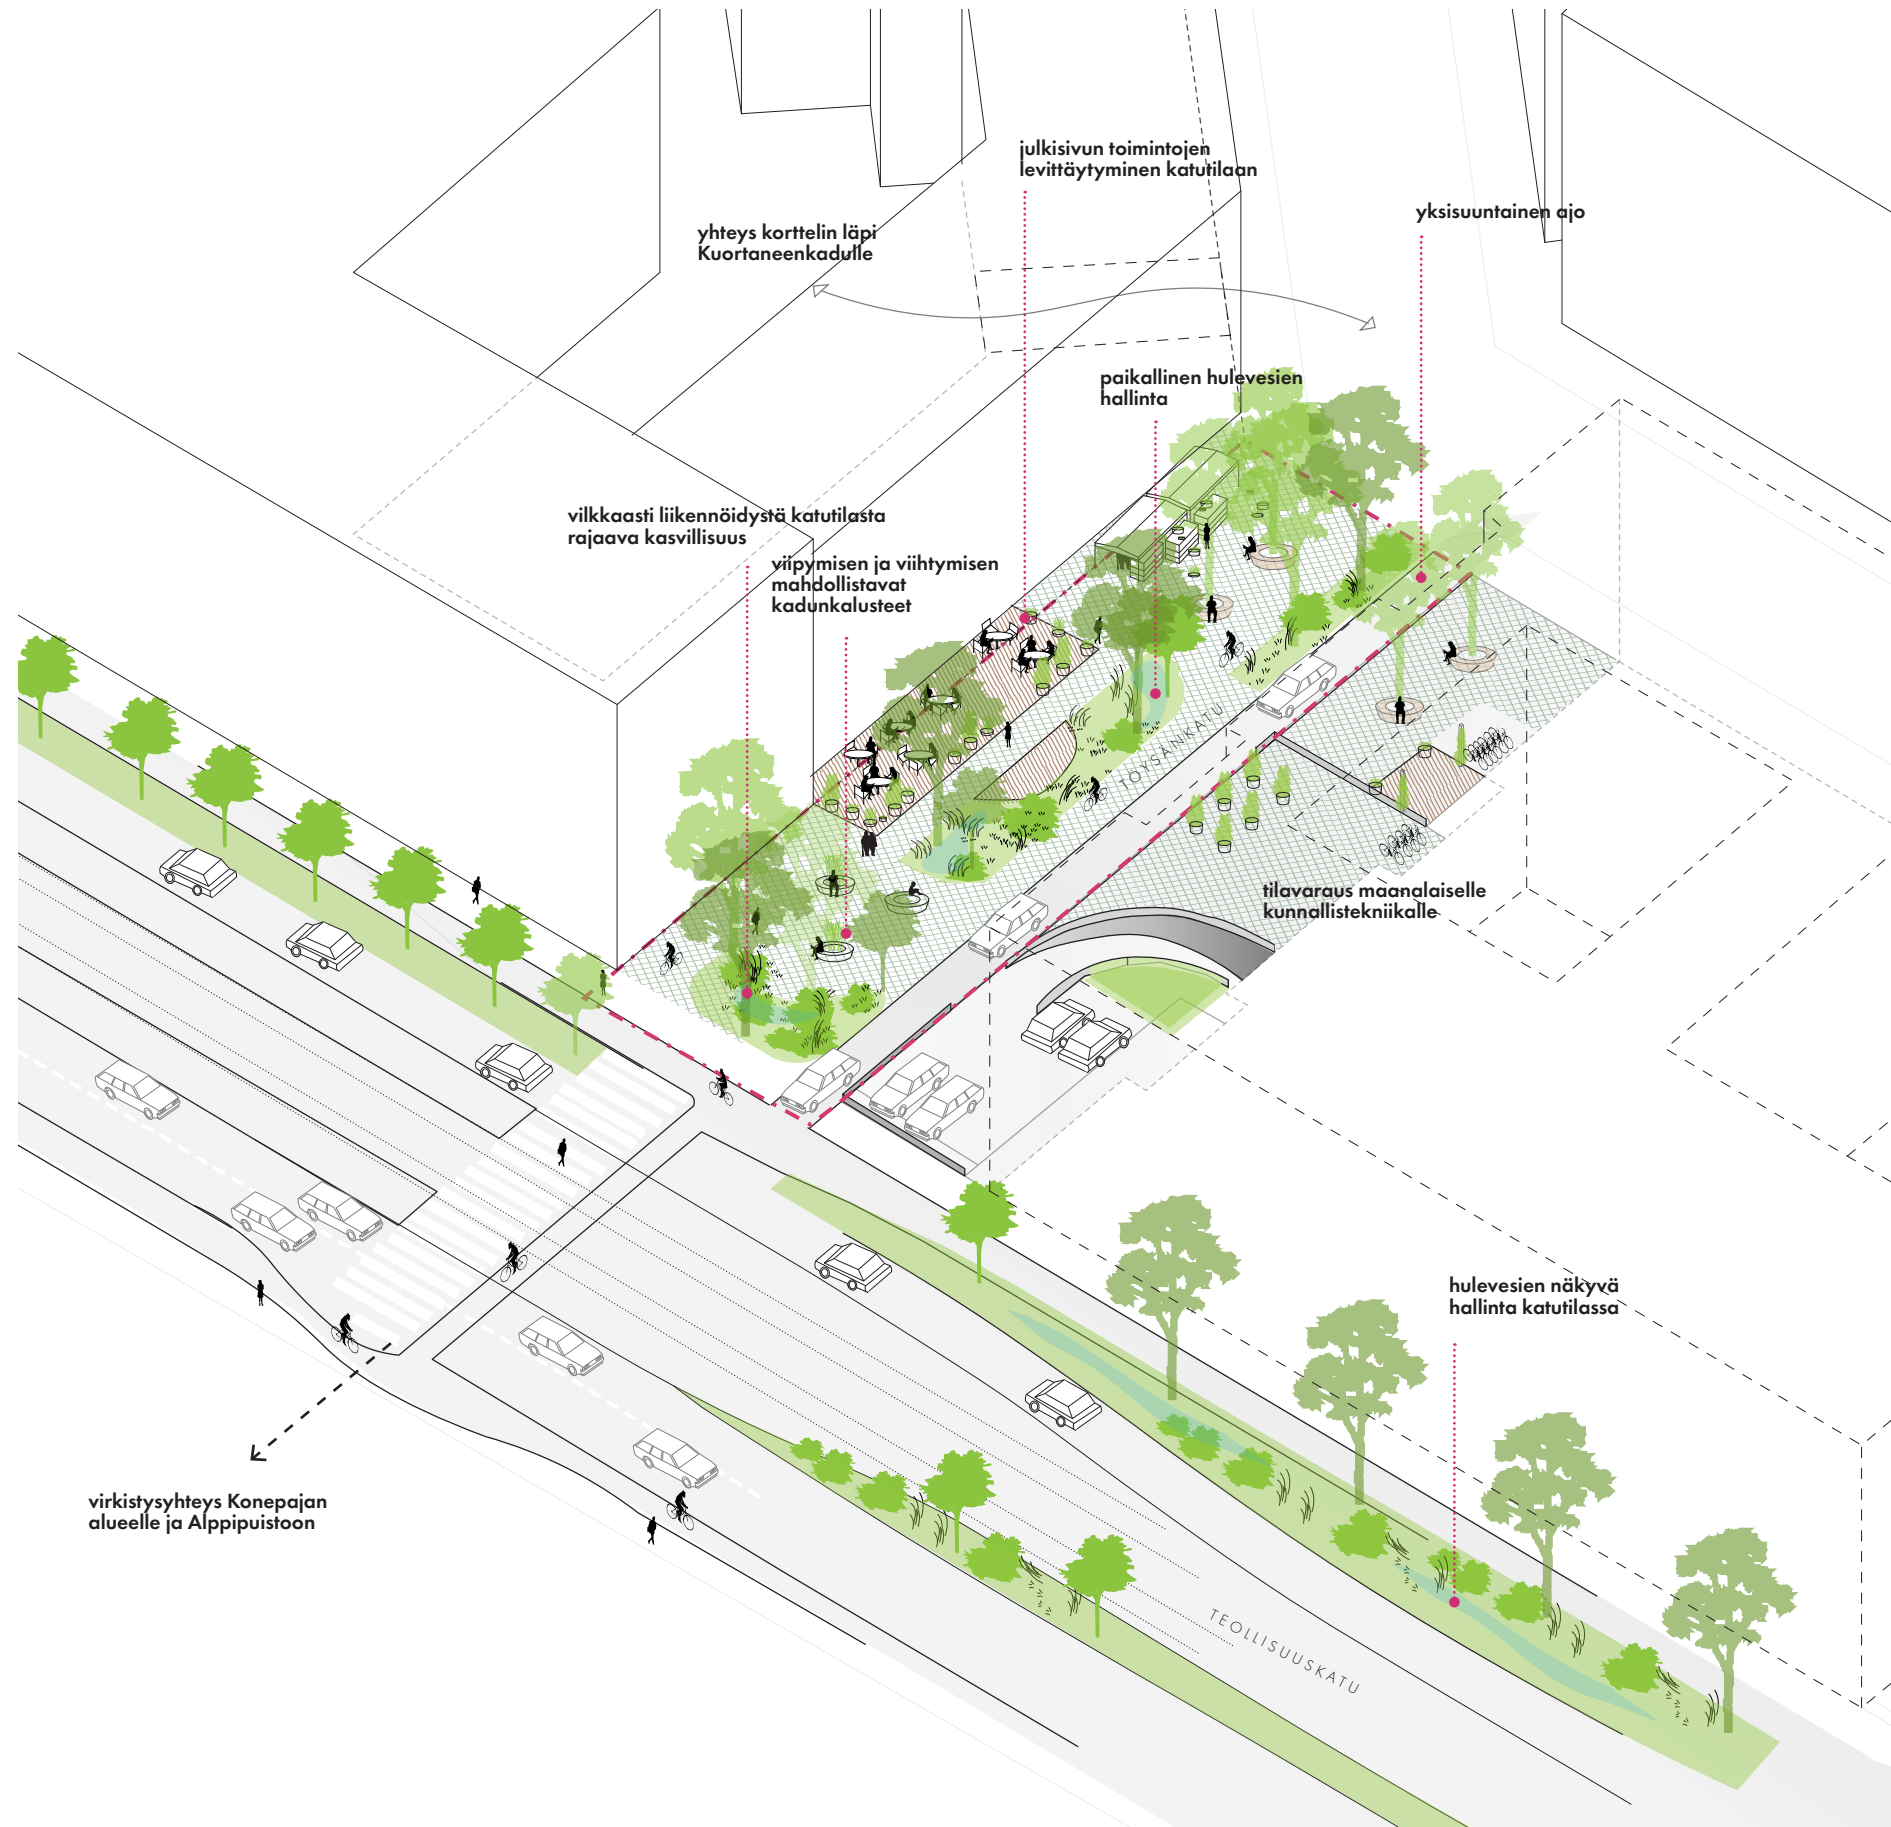 julkisivun toimintojen
levittäytyminen katutilaan
yksisuuntainen ajo
yhteys korttelin läpi
Kuortaneenkadulle
paikallinen hulevesien
hallinta
vilkkaasti liikennöidystä katutilasta
rajaava kasvillisuus
viipymisen ja viihtymisen
mahdollistavat
kadunkalusteet
TÖYSÄNKATU
tilavaraus maanalaiselle
kunnallistekniikalle
hulevesien näkyvä
hallinta katutilassa
virkistysyhteys Konepajan
alueelle ja Alppipuistoon
TEOLLISUUSKATU